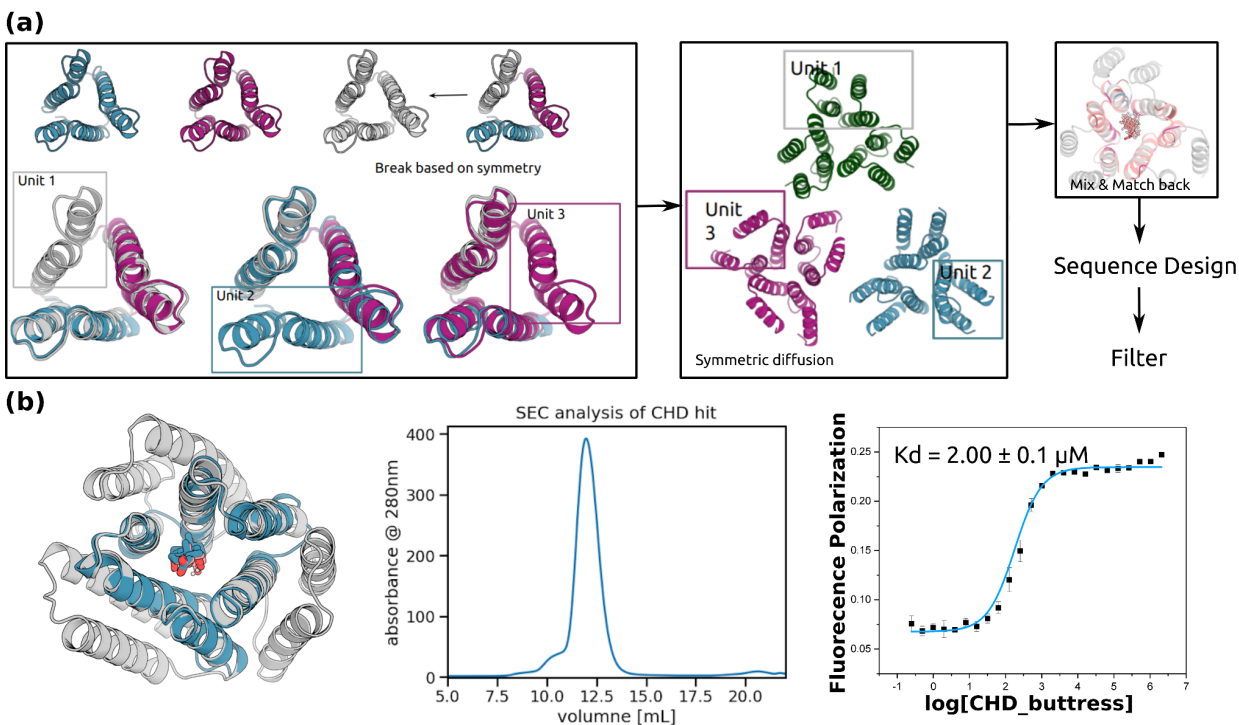 (a)
Break based on symmetry
Unit 1
Unit 2
Unit 3
Unit 1
Unit
3
Unit 2
Symmetric diffusion
Mix & Match back
Sequence Design
Filter
(b)
SEC analysis of CHD hit
absorbance @ 280nm
400
300
200
100
0
5.0 7.5 10.0 12.5 15.0 17.5 20.0
volumne [mL]
Fluorecence Polarization
Kd = 2.00 ± 0.1 µM
0.25
0.20
0.15
0.10
0.05
-1 0 1 2 3 4 5 6 7
log[CHD_buttress]